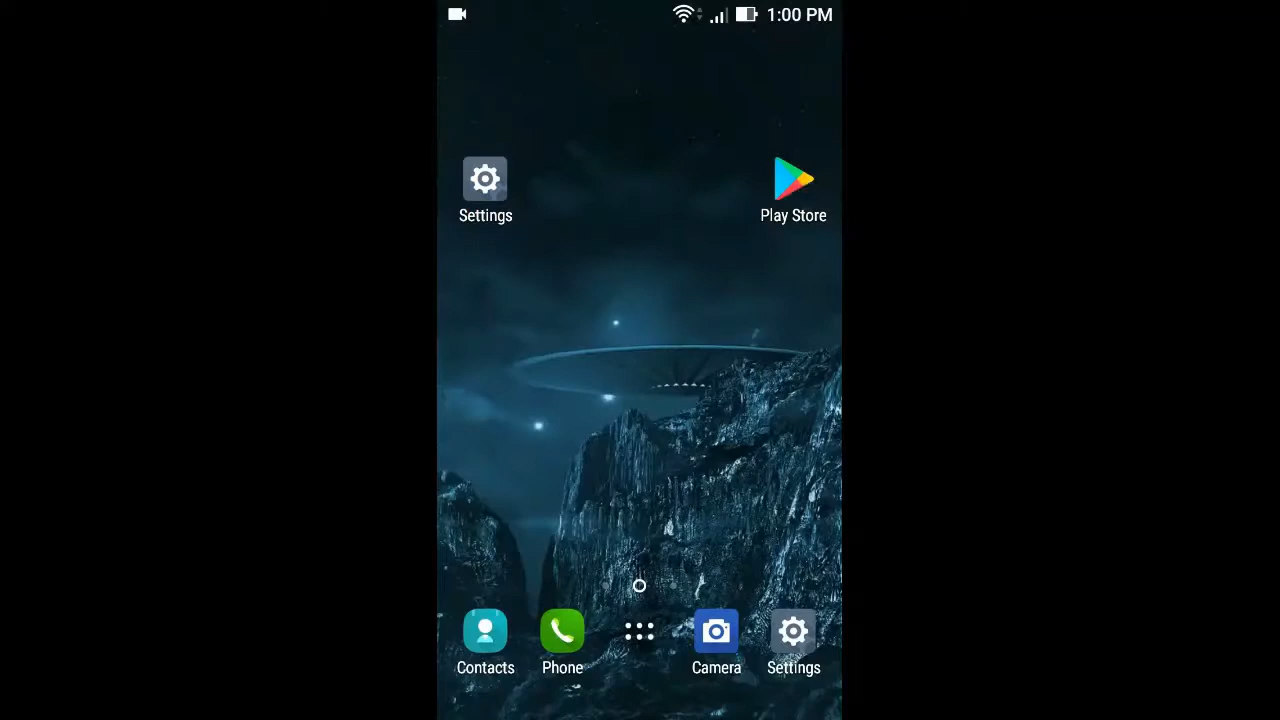 1:00 PM
Settings
Play Store
Contacts
Phone
Camera
Settings